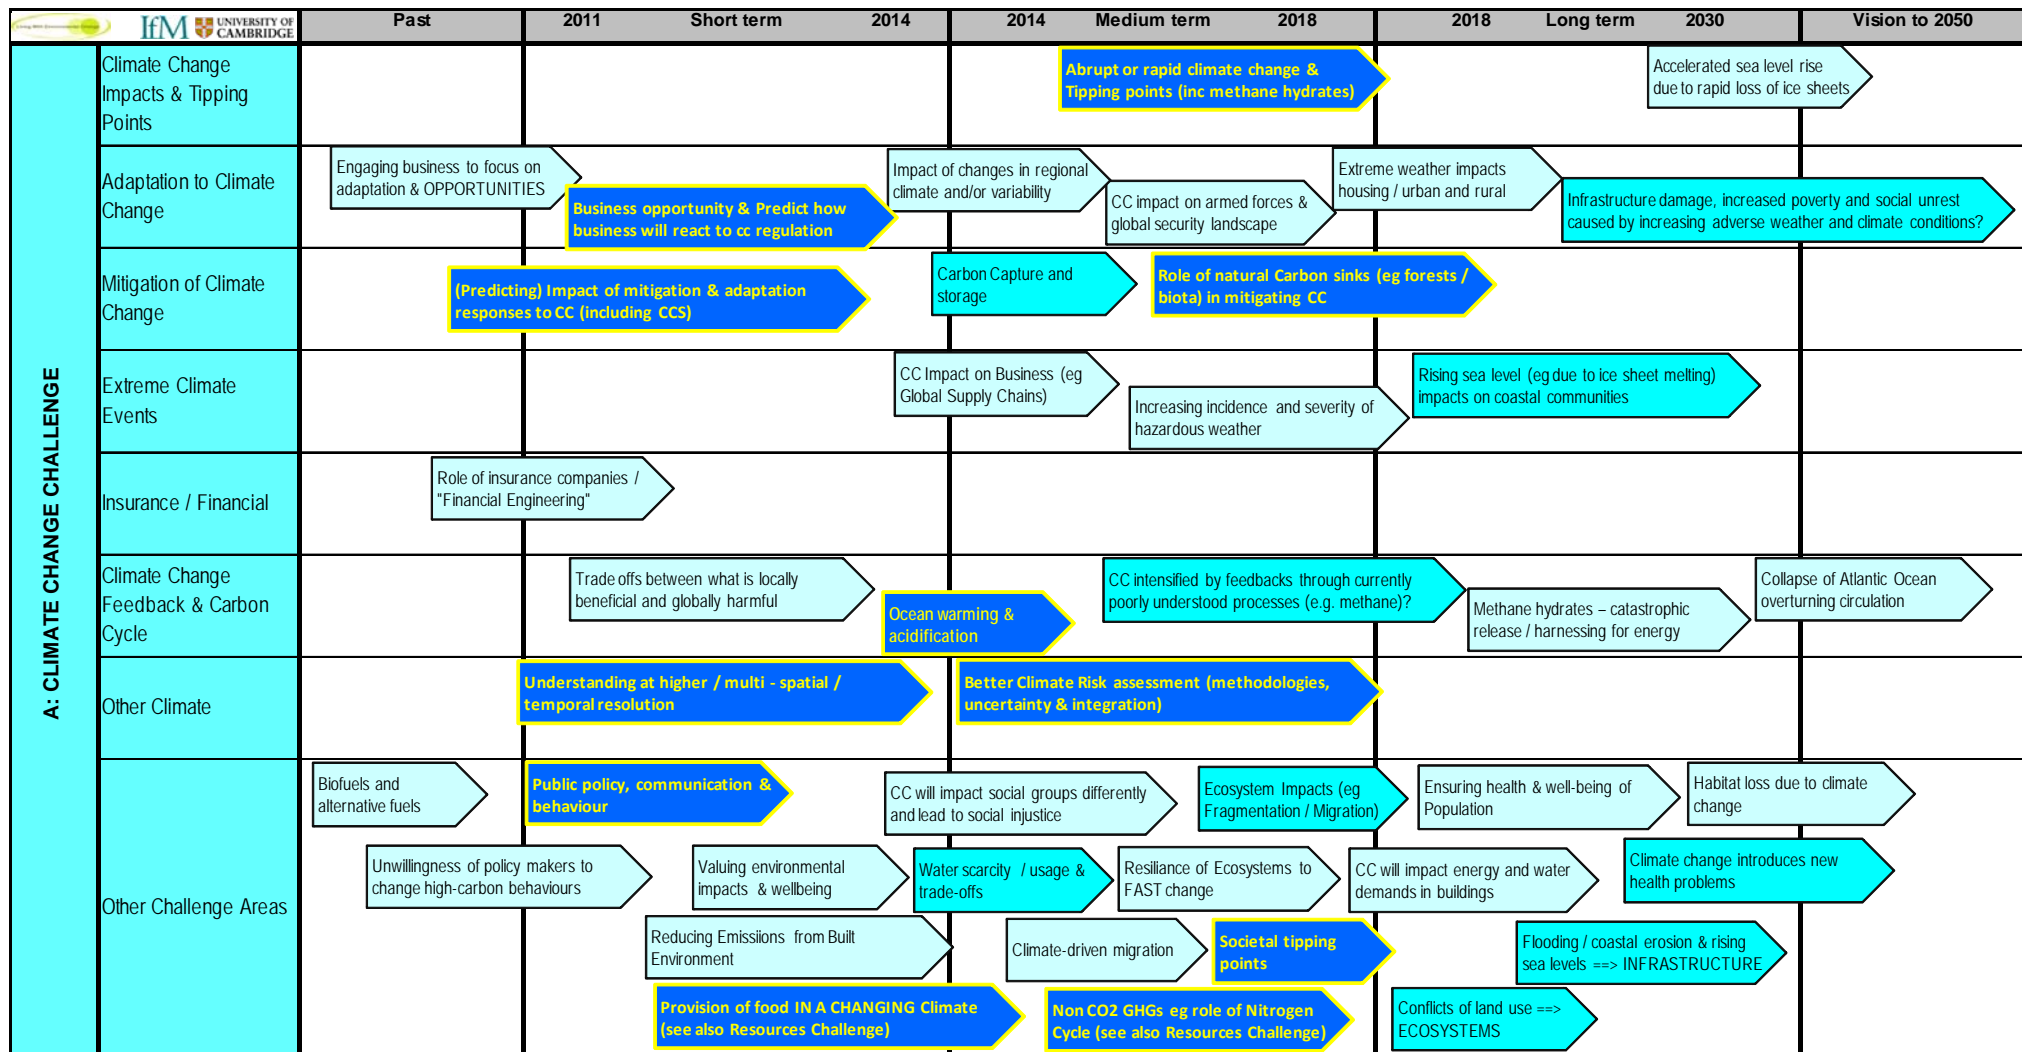 Living With Environmental Change
IfM UNIVERSITY OF
CAMBRIDGE
Past
2011 Short term 2014
2014 Medium term 2018
2018 Long term 2030
Vision to 2050
A: CLIMATE CHANGE CHALLENGE
Climate Change
Impacts & Tipping
Points
Abrupt or rapid climate change &
Tipping points (inc methane hydrates)
Accelerated sea level rise
due to rapid loss of ice sheets
Adaptation to Climate
Change
Engaging business to focus on
adaptation & OPPORTUNITIES
Business opportunity & Predict how
business will react to cc regulation
Impact of changes in regional
climate and/or variability
CC impact on armed forces &
global security landscape
Extreme weather impacts
housing / urban and rural
Infrastructure damage, increased poverty and social unrest
caused by increasing adverse weather and climate conditions?
Mitigation of Climate
Change
(Predicting) Impact of mitigation & adaptation
responses to CC (including CCS)
Carbon Capture and
storage
Role of natural Carbon sinks (eg forests /
biota) in mitigating CC
Extreme Climate
Events
CC Impact on Business (eg
Global Supply Chains)
Increasing incidence and severity of
hazardous weather
Rising sea level (eg due to ice sheet melting)
impacts on coastal communities
Insurance / Financial
Role of insurance companies /
"Financial Engineering"
Climate Change
Feedback & Carbon
Cycle
Trade offs between what is locally
beneficial and globally harmful
Ocean warming &
acidification
CC intensified by feedbacks through currently
poorly understood processes (e.g. methane)?
Methane hydrates – catastrophic
release / harnessing for energy
Collapse of Atlantic Ocean
overturning circulation
Other Climate
Understanding at higher / multi - spatial /
temporal resolution
Better Climate Risk assessment (methodologies,
uncertainty & integration)
Other Challenge Areas
Biofuels and
alternative fuels
Public policy, communication &
behaviour
CC will impact social groups differently
and lead to social injustice
Ecosystem Impacts (eg
Fragmentation / Migration)
Ensuring health & well-being of
Population
Habitat loss due to climate
change
Unwillingness of policy makers to
change high-carbon behaviours
Valuing environmental
impacts & wellbeing
Water scarcity / usage &
trade-offs
Resiliance of Ecosystems to
FAST change
CC will impact energy and water
demands in buildings
Climate change introduces new
health problems
Reducing Emissiions from Built
Environment
Climate-driven migration
Societal tipping
points
Flooding / coastal erosion & rising
sea levels ==> INFRASTRUCTURE
Provision of food IN A CHANGING Climate
(see also Resources Challenge)
Non CO2 GHGs eg role of Nitrogen
Cycle (see also Resources Challenge)
Conflicts of land use ==>
ECOSYSTEMS